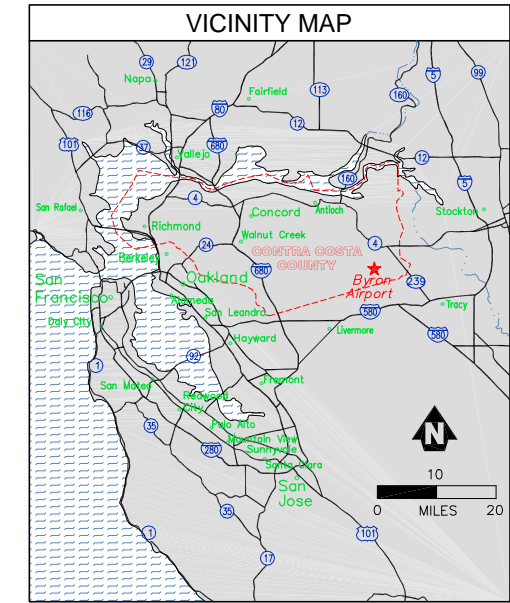 VICINITY MAP
29
121
5
99
Napa
80
Fairfield
113
160
116
12
101
37
680
Vallejo
12
160
5
4
San Rafael
Concord
Antioch
Stockton
Richmond
Walnut Creek
24
4
CONTRA COSTA
COUNTY
Berkeley
680
Byron
Airport
239
Oakland
San
Francisco
Alameda
580
Tracy
San Leandro
Daly City
Livermore
580
Hayward
92
1
San Mateo
Fremont
Redwood
City
35
Palo Alto
Mountain View
280
Sunnyvale
Santa Clara
San
Jose
N
10
0 MILES 20
35
1
101
17